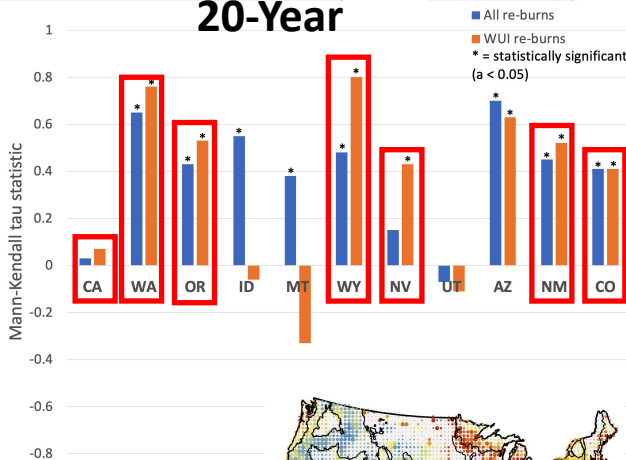 20-Year
All re-burns
WUI re-burns
* = statistically significant
(a < 0.05)
Mann-Kendall tau statistic
1
0.8
0.6
0.4
0.2
0
-0.2
-0.4
-0.6
-0.8
* * * * * * * * * * * * * * *
CA WA OR ID MT WY NV UT AZ NM CO